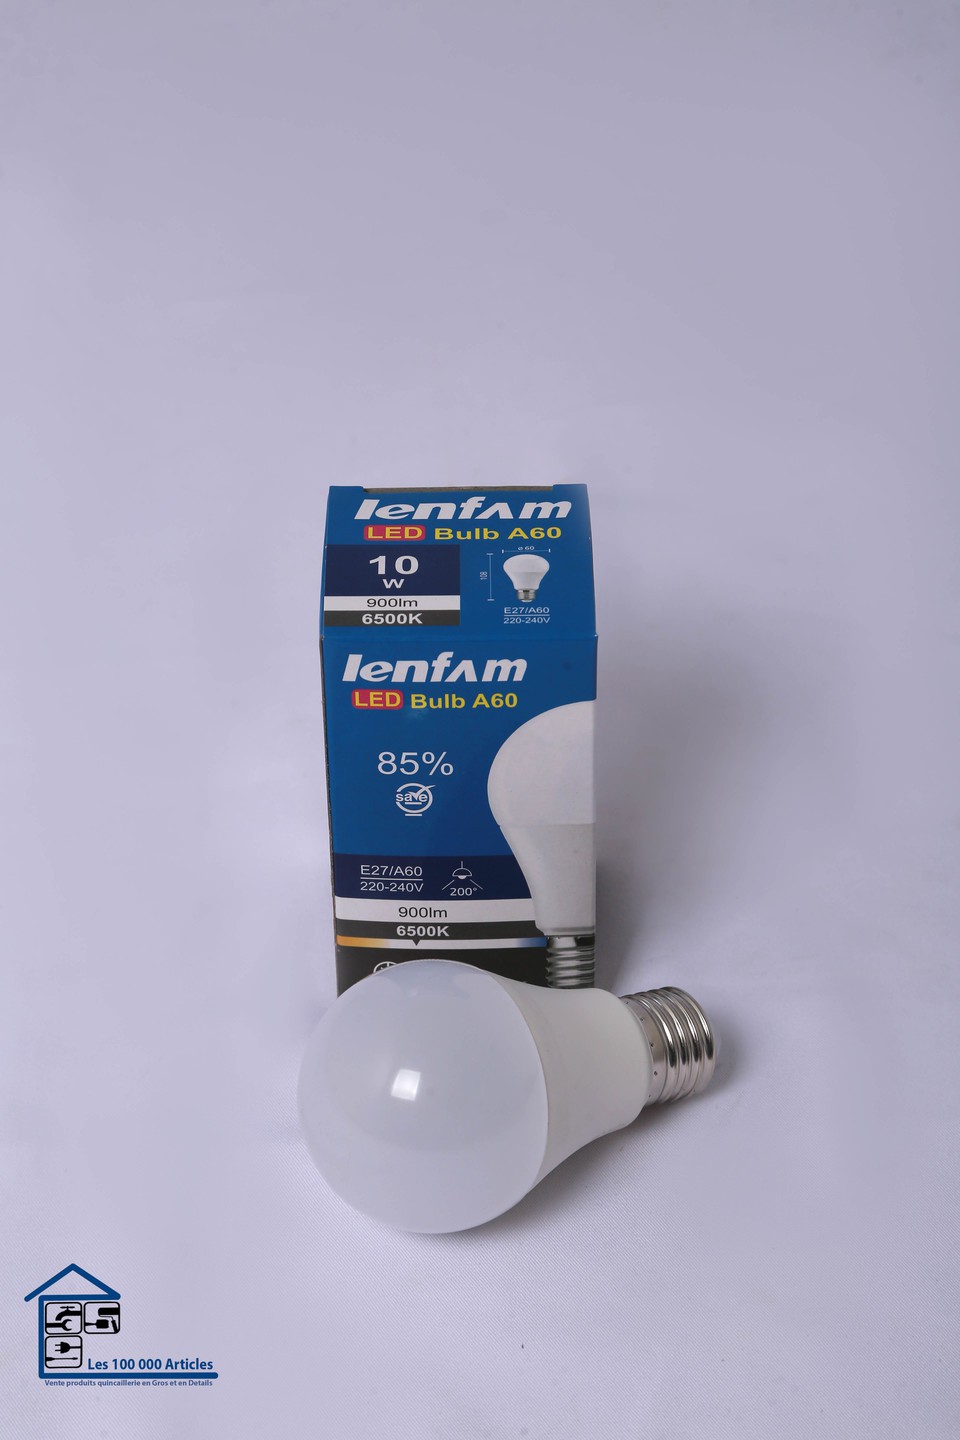 lenfam
LED Bulb A60
10
W
900lm
6500K
ø 60
108
E27/A60
220-240V
lenfam
LED Bulb A60
85%
save
E27/A60
220-240V
200°
900lm
6500K
Les 100 000 Articles
Vente produits quincaillerie en Gros et en Details